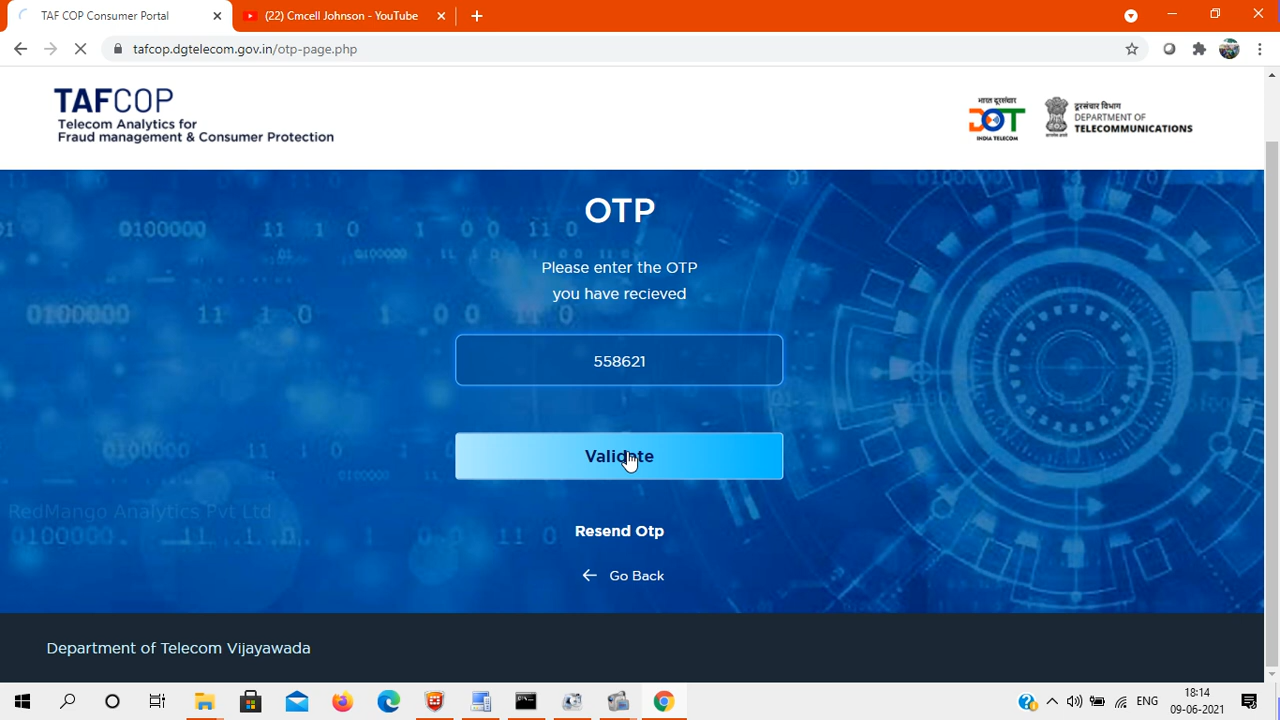 TAF COP Consumer Portal
(22) Cmcell Johnson - YouTube
tafcop.dgtelecom.gov.in/otp-page.php
TAFCOP
Telecom Analytics for
Fraud management & Consumer Protection
भारत दूरसंचार
DOT
INDIA TELECOM
दूरसंचार विभाग
DEPARTMENT OF
TELECOMMUNICATIONS
OTP
Please enter the OTP
you have recieved
558621
Validate
RedMango Analytics Pvt Ltd
Resend Otp
Go Back
Department of Telecom Vijayawada
ENG
18:14
09-06-2021